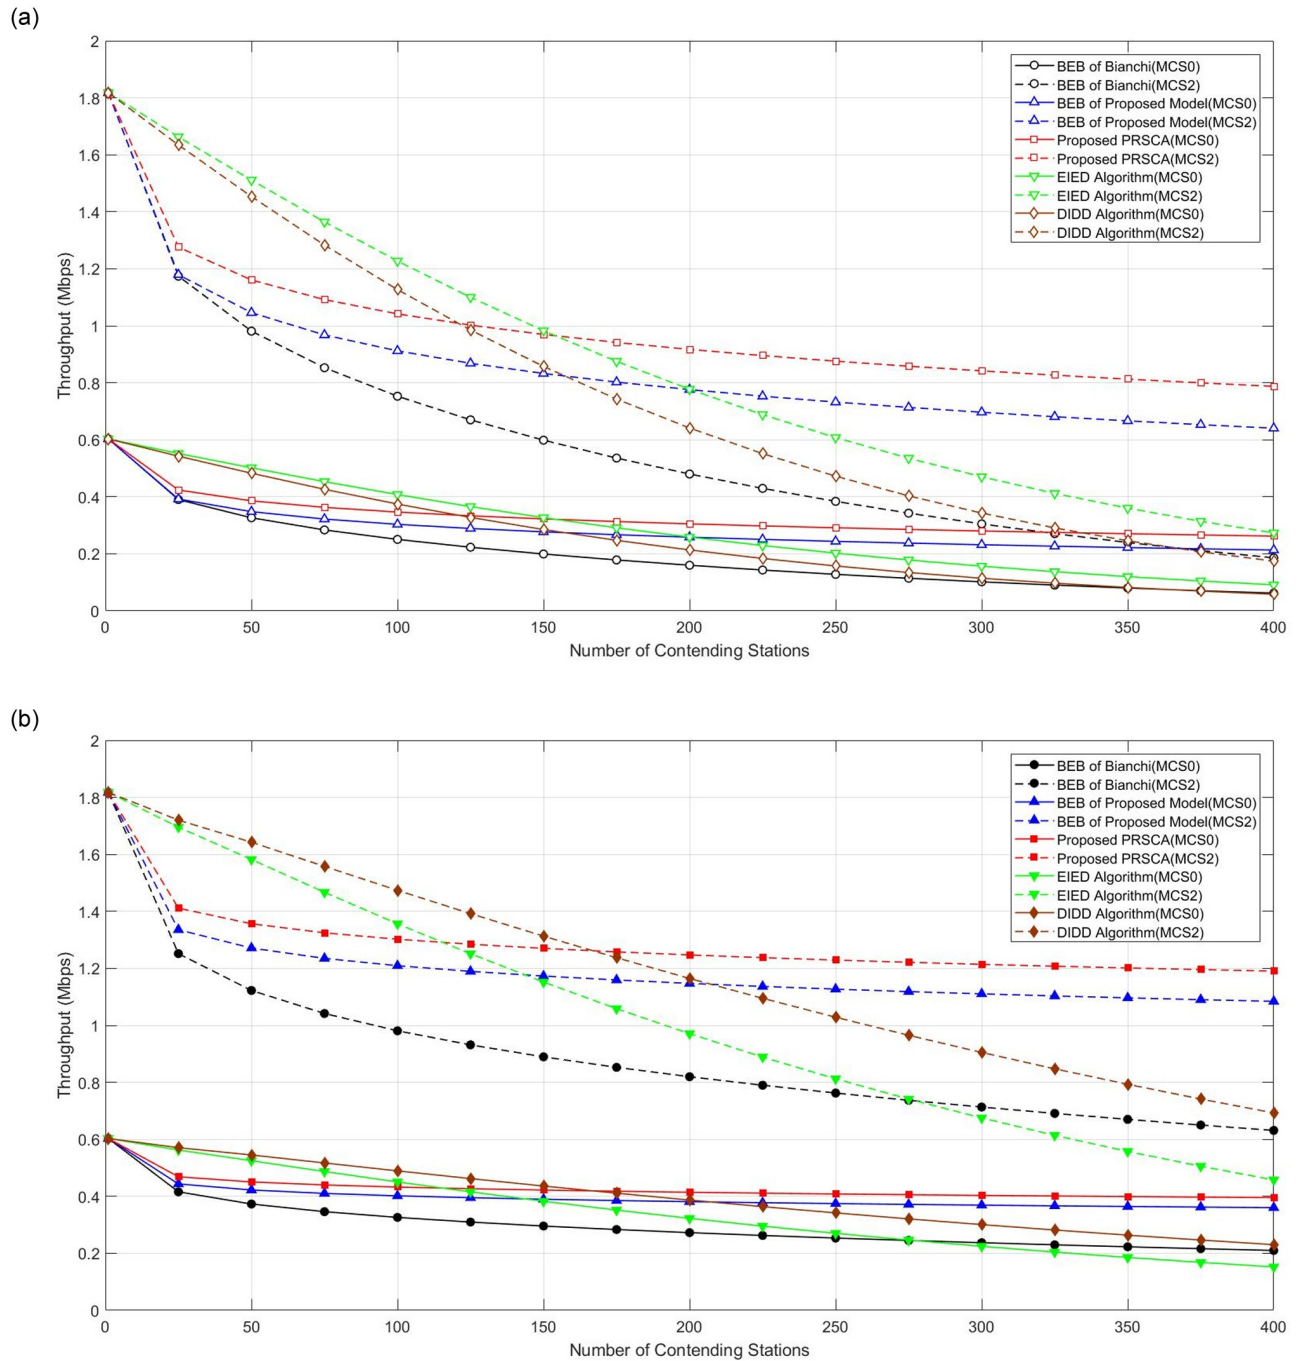 (a)
2
1.8
1.6
1.4
1.2
1
0.8
0.6
0.4
0.2
0
Throughput (Mbps)
BEB of Bianchi(MCS0)
BEB of Bianchi(MCS2)
BEB of Proposed Model(MCS0)
BEB of Proposed Model(MCS2)
Proposed PRSCA(MCS0)
Proposed PRSCA(MCS2)
EIED Algorithm(MCS0)
EIED Algorithm(MCS2)
DIDD Algorithm(MCS0)
DIDD Algorithm(MCS2)
0 50 100 150 200 250 300 350 400
Number of Contending Stations
(b)
2
1.8
1.6
1.4
1.2
1
0.8
0.6
0.4
0.2
0
Throughput (Mbps)
BEB of Bianchi(MCS0)
BEB of Bianchi(MCS2)
BEB of Proposed Model(MCS0)
BEB of Proposed Model(MCS2)
Proposed PRSCA(MCS0)
Proposed PRSCA(MCS2)
EIED Algorithm(MCS0)
EIED Algorithm(MCS2)
DIDD Algorithm(MCS0)
DIDD Algorithm(MCS2)
0 50 100 150 200 250 300 350 400
Number of Contending Stations